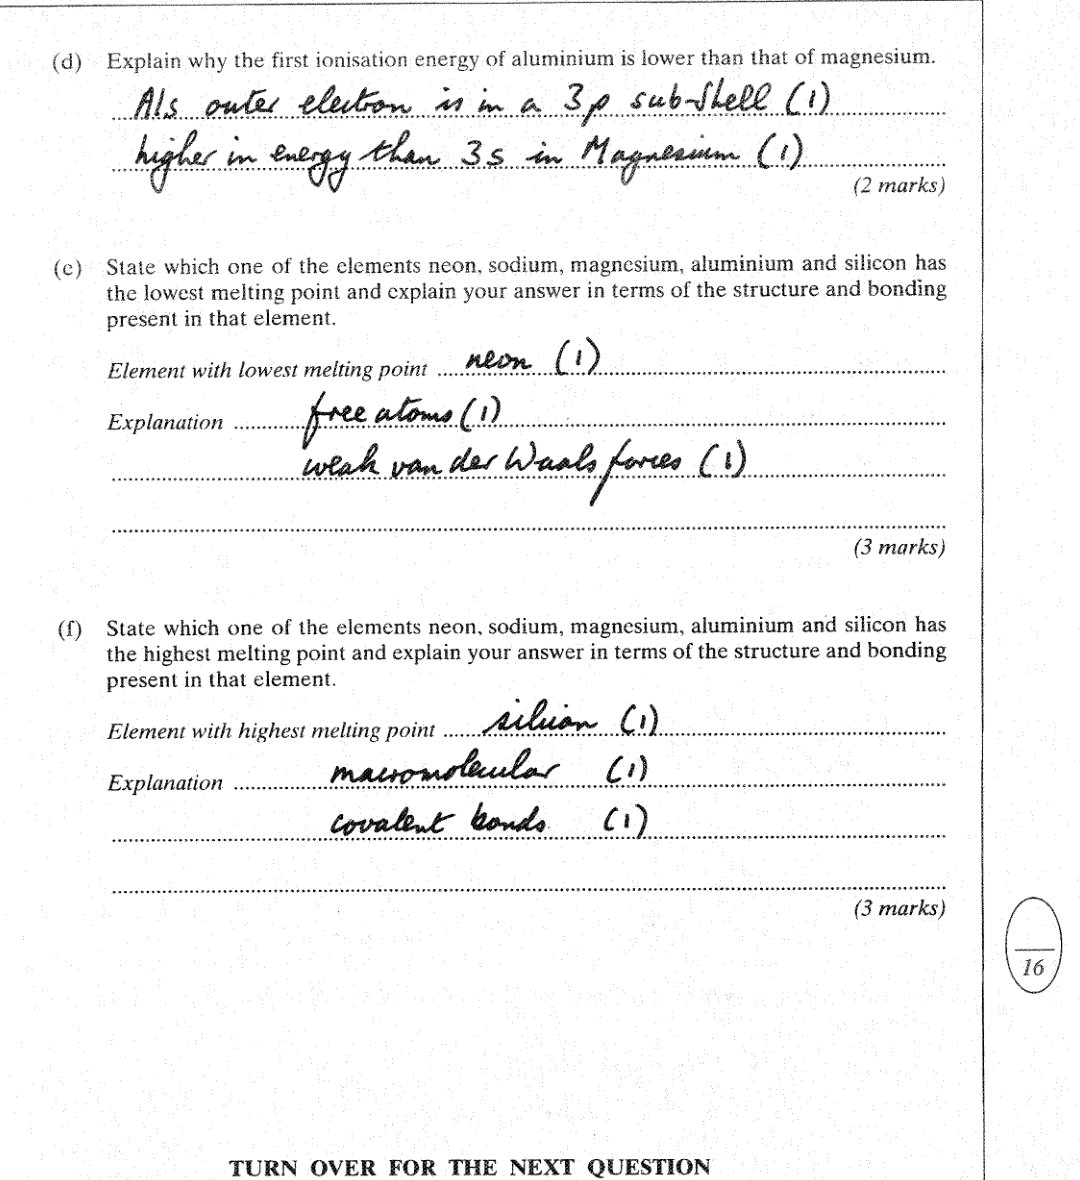 (d) Explain why the first ionisation energy of aluminium is lower than that of magnesium.
Al's outer electron is in a 3p sub-shell (1)
higher in energy than 3s in Magnesium (1)
(2 marks)
(e) State which one of the elements neon, sodium, magnesium, aluminium and silicon has
the lowest melting point and explain your answer in terms of the structure and bonding
present in that element.
Element with lowest melting point ..... neon (1)
Explanation ..... free atoms (1)
weak van der Waals forces (1)
(3 marks)
(f) State which one of the elements neon, sodium, magnesium, aluminium and silicon has
the highest melting point and explain your answer in terms of the structure and bonding
present in that element.
Element with highest melting point ..... silicon (1)
Explanation ..... macromolecular (1)
covalent bonds (1)
(3 marks)
16
TURN OVER FOR THE NEXT QUESTION